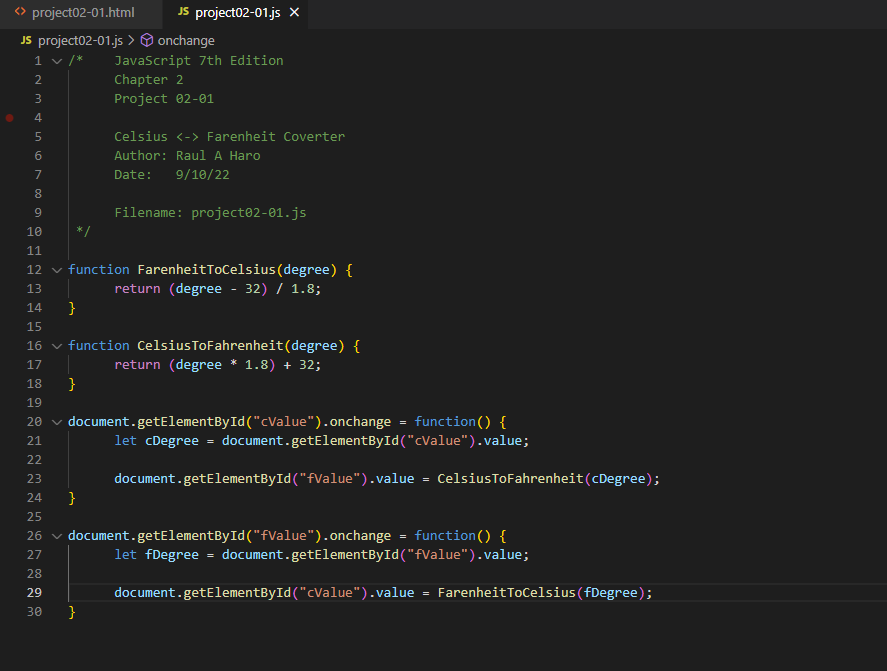 <> project02-01.html JS project02-01.js ×
JS project02-01.js > onchange
1 /* JavaScript 7th Edition
2 Chapter 2
3 Project 02-01
4
5 Celsius <-> Farenheit Coverter
6 Author: Raul A Haro
7 Date: 9/10/22
8
9 Filename: project02-01.js
10 */
11
12 function FarenheitToCelsius(degree) {
13 return (degree - 32) / 1.8;
14 }
15
16 function CelsiusToFahrenheit(degree) {
17 return (degree * 1.8) + 32;
18 }
19
20 document.getElementById("cValue").onchange = function() {
21 let cDegree = document.getElementById("cValue").value;
22
23 document.getElementById("fValue").value = CelsiusToFahrenheit(cDegree);
24 }
25
26 document.getElementById("fValue").onchange = function() {
27 let fDegree = document.getElementById("fValue").value;
28
29 document.getElementById("cValue").value = FarenheitToCelsius(fDegree);
30 }